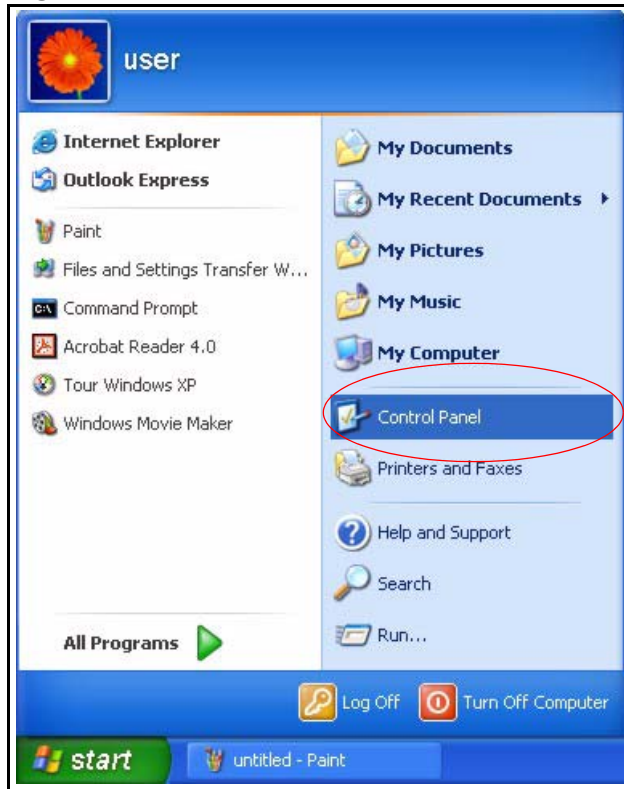 user
Internet Explorer
Outlook Express
Paint
Files and Settings Transfer W...
Command Prompt
Acrobat Reader 4.0
Tour Windows XP
Windows Movie Maker
All Programs
My Documents
My Recent Documents
My Pictures
My Music
My Computer
Control Panel
Printers and Faxes
Help and Support
Search
Run...
Log Off
Turn Off Computer
start
untitled - Paint